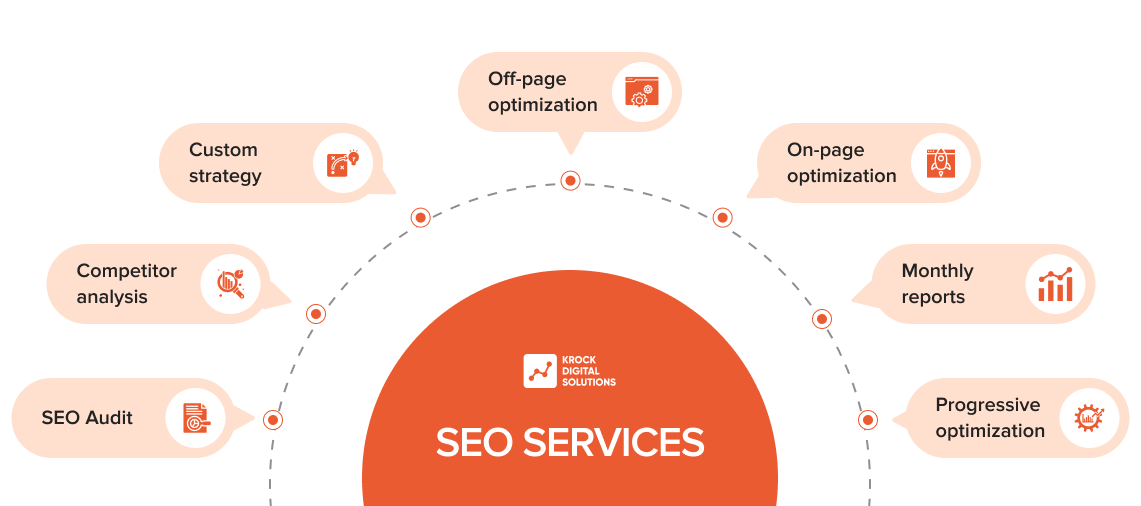 Off-page
optimization
Custom
strategy
On-page
optimization
Competitor
analysis
Monthly
reports
SEO Audit
Progressive
optimization
KROCK
DIGITAL
SOLUTIONS
SEO SERVICES